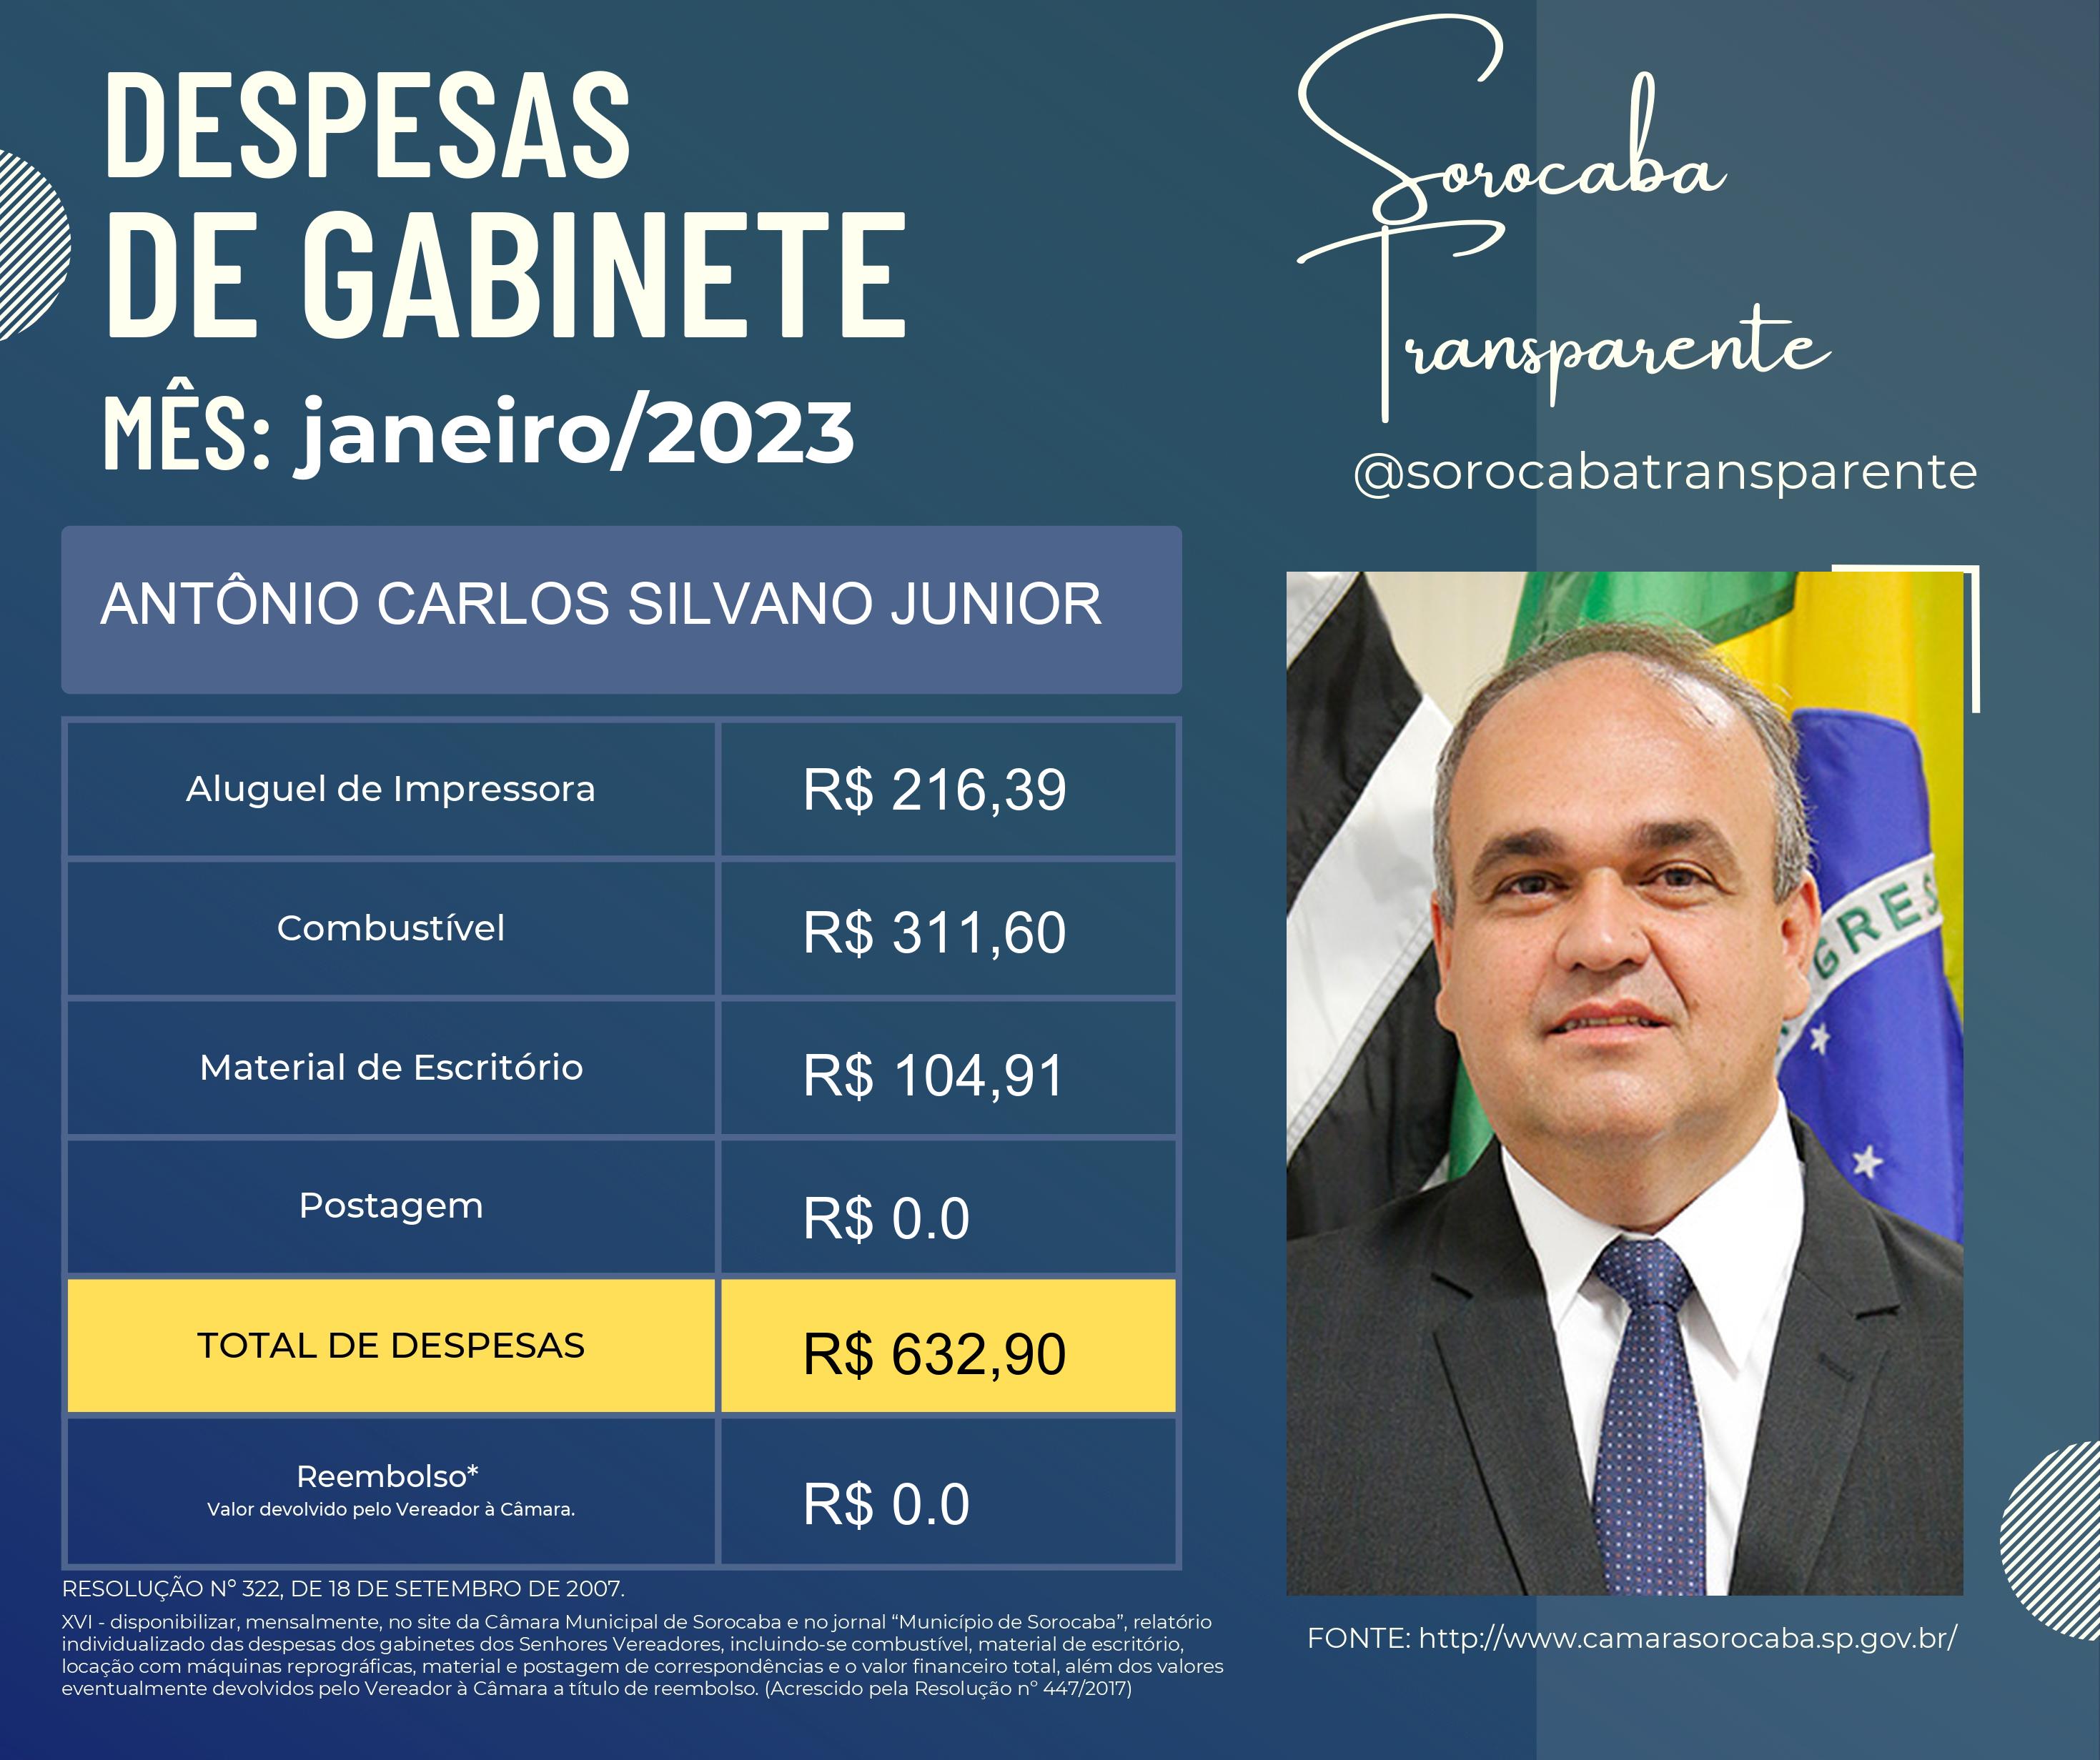 DESPESAS
DE GABINETE
MÊS: janeiro/2023
Sorocaba
Transparente
@sorocabatransparente
ANTÔNIO CARLOS SILVANO JUNIOR
Aluguel de Impressora R$ 216,39
Combustível R$ 311,60
Material de Escritório R$ 104,91
Postagem R$ 0.0
TOTAL DE DESPESAS R$ 632,90
Reembolso* R$ 0.0
Valor devolvido pelo Vereador à Câmara.
GRES
RESOLUÇÃO Nº 322, DE 18 DE SETEMBRO DE 2007.
XVI - disponibilizar, mensalmente, no site da Câmara Municipal de Sorocaba e no jornal “Município de Sorocaba”, relatório
individualizado das despesas dos gabinetes dos Senhores Vereadores, incluindo-se combustível, material de escritório,
locação com máquinas reprográficas, material e postagem de correspondências e o valor financeiro total, além dos valores
eventualmente devolvidos pelo Vereador à Câmara a título de reembolso. (Acrescido pela Resolução nº 447/2017)
FONTE: http://www.camarasorocaba.sp.gov.br/